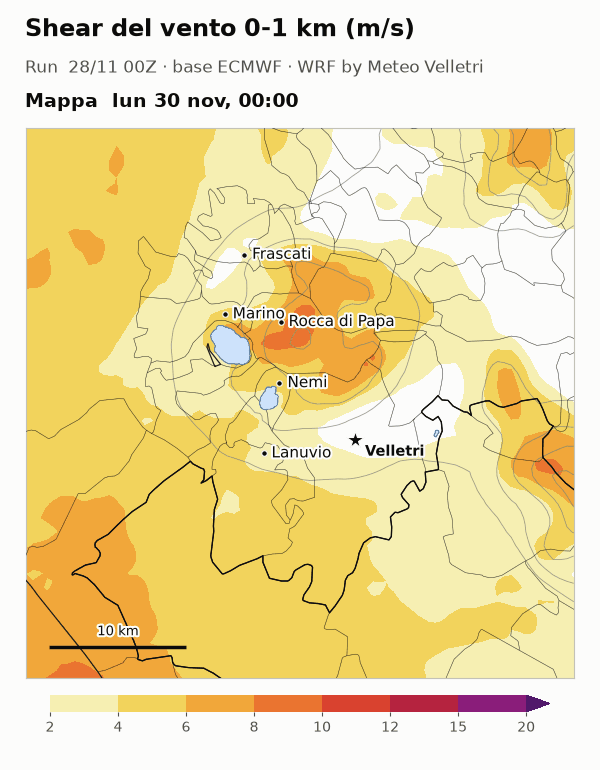 Shear del vento 0-1 km (m/s)
Run  28/11 00Z · base ECMWF · WRF by Meteo Velletri
Mappa  lun 30 nov, 00:00
Frascati
Marino
Rocca di Papa
Nemi
Velletri
Lanuvio
10 km
2 4 6 8 10 12 15 20